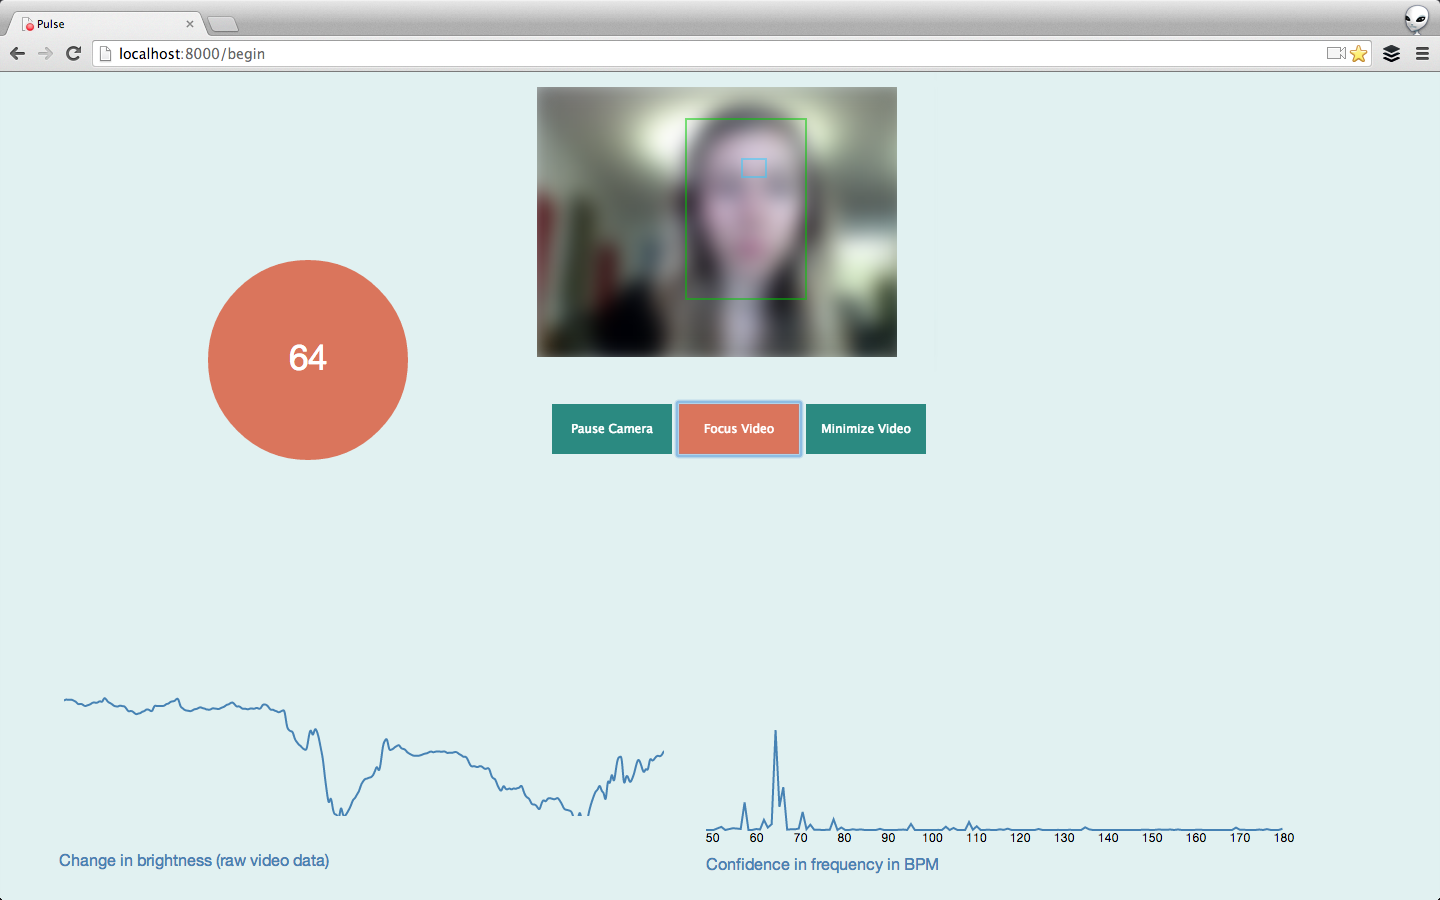 Pulse
localhost:8000/begin
64
Pause Camera
Focus Video
Minimize Video
50 60 70 80 90 100 110 120 130 140 150 160 170 180
Change in brightness (raw video data)
Confidence in frequency in BPM